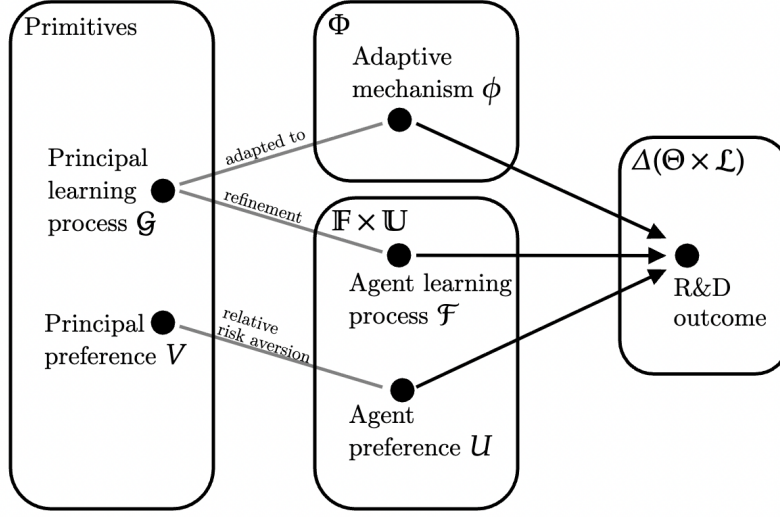 Primitives
Principal
learning
process 𝒢
Principal
preference V
adapted to
refinement
relative
risk aversion
Φ
Adaptive
mechanism ϕ
𝔽 × 𝕌
Agent learning
process ℱ
Agent
preference U
Δ(Θ × ℒ)
R&D
outcome